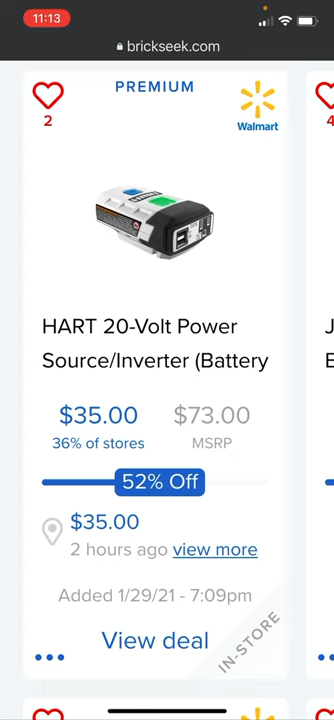 11:13
brickseek.com
PREMIUM
2
Walmart
HART 20-Volt Power
Source/Inverter (Battery
$35.00
$73.00
36% of stores
MSRP
52% Off
$35.00
2 hours ago view more
Added 1/29/21 - 7:09pm
View deal
IN-STORE
4
J
E